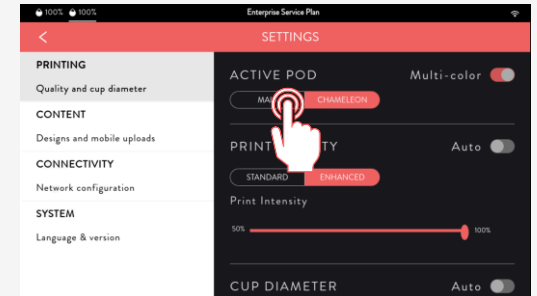 100% 100% Enterprise Service Plan
SETTINGS
PRINTING
Quality and cup diameter
CONTENT
Designs and mobile uploads
CONNECTIVITY
Network configuration
SYSTEM
Language & version
ACTIVE POD Multi-color
CHAMELEON
Auto
STANDARD ENHANCED
Print Intensity
50% 100%
CUP DIAMETER Auto